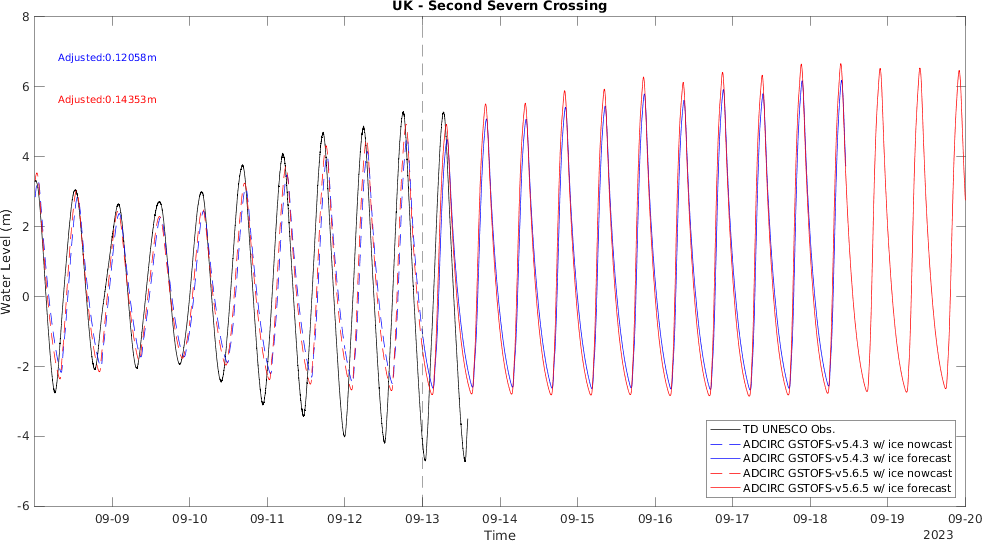 UK - Second Severn Crossing
8
6
4
2
0
-2
-4
-6
Water Level (m)
Adjusted:0.12058m
Adjusted:0.14353m
TD UNESCO Obs.
ADCIRC GSTOFS-v5.4.3 w/ ice nowcast
ADCIRC GSTOFS-v5.4.3 w/ ice forecast
ADCIRC GSTOFS-v5.6.5 w/ ice nowcast
ADCIRC GSTOFS-v5.6.5 w/ ice forecast
09-09 09-10 09-11 09-12 09-13 09-14 09-15 09-16 09-17 09-18 09-19 09-20
Time
2023